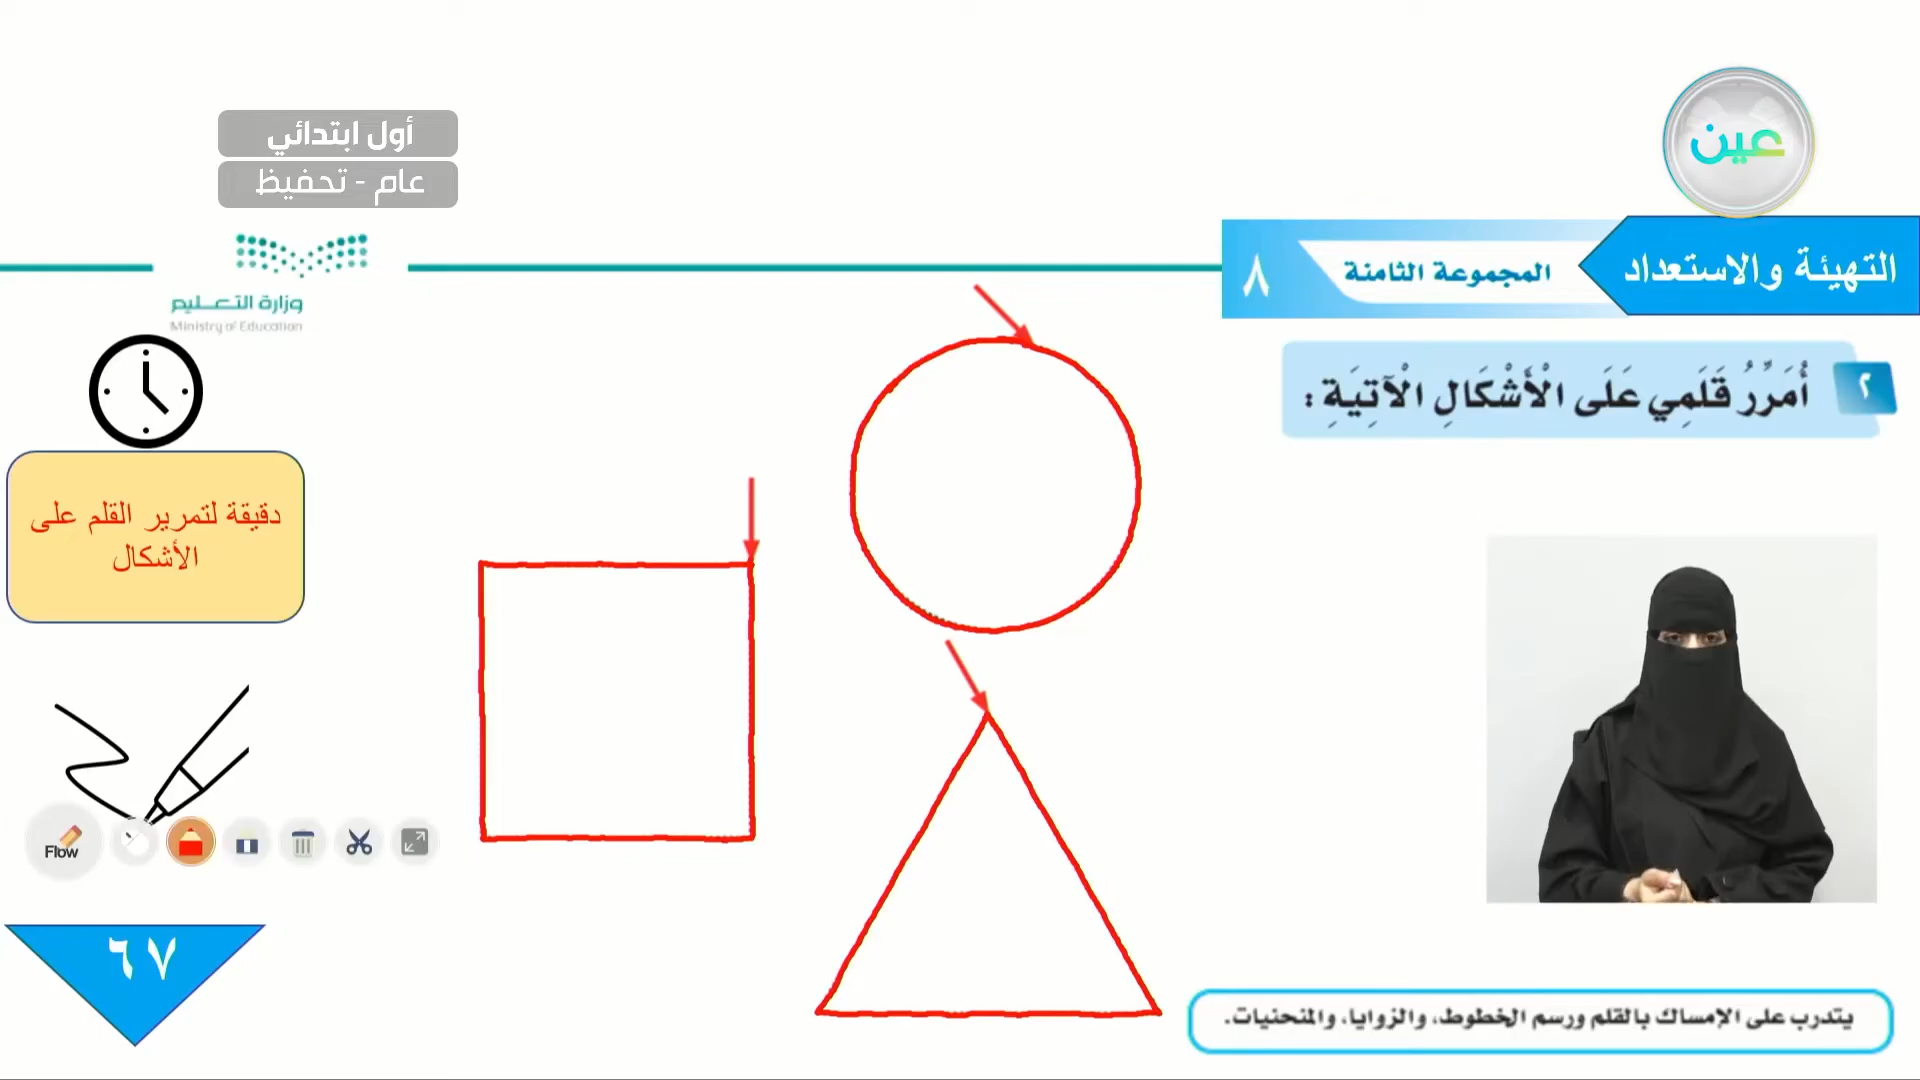 أول ابتدائي
عام - تحفيظ
عين
التهيئة والاستعداد
المجموعة الثامنة
٨
وزارة التعليم
Ministry of Education
٢
أُمَرِّرُ قَلَمِي عَلَى الْأَشْكَالِ الْآتِيَةِ :
دقيقة لتمرير القلم على
الأشكال
Flow
٦٧
يتدرب على الإمساك بالقلم ورسم الخطوط، والزوايا، والمنحنيات.